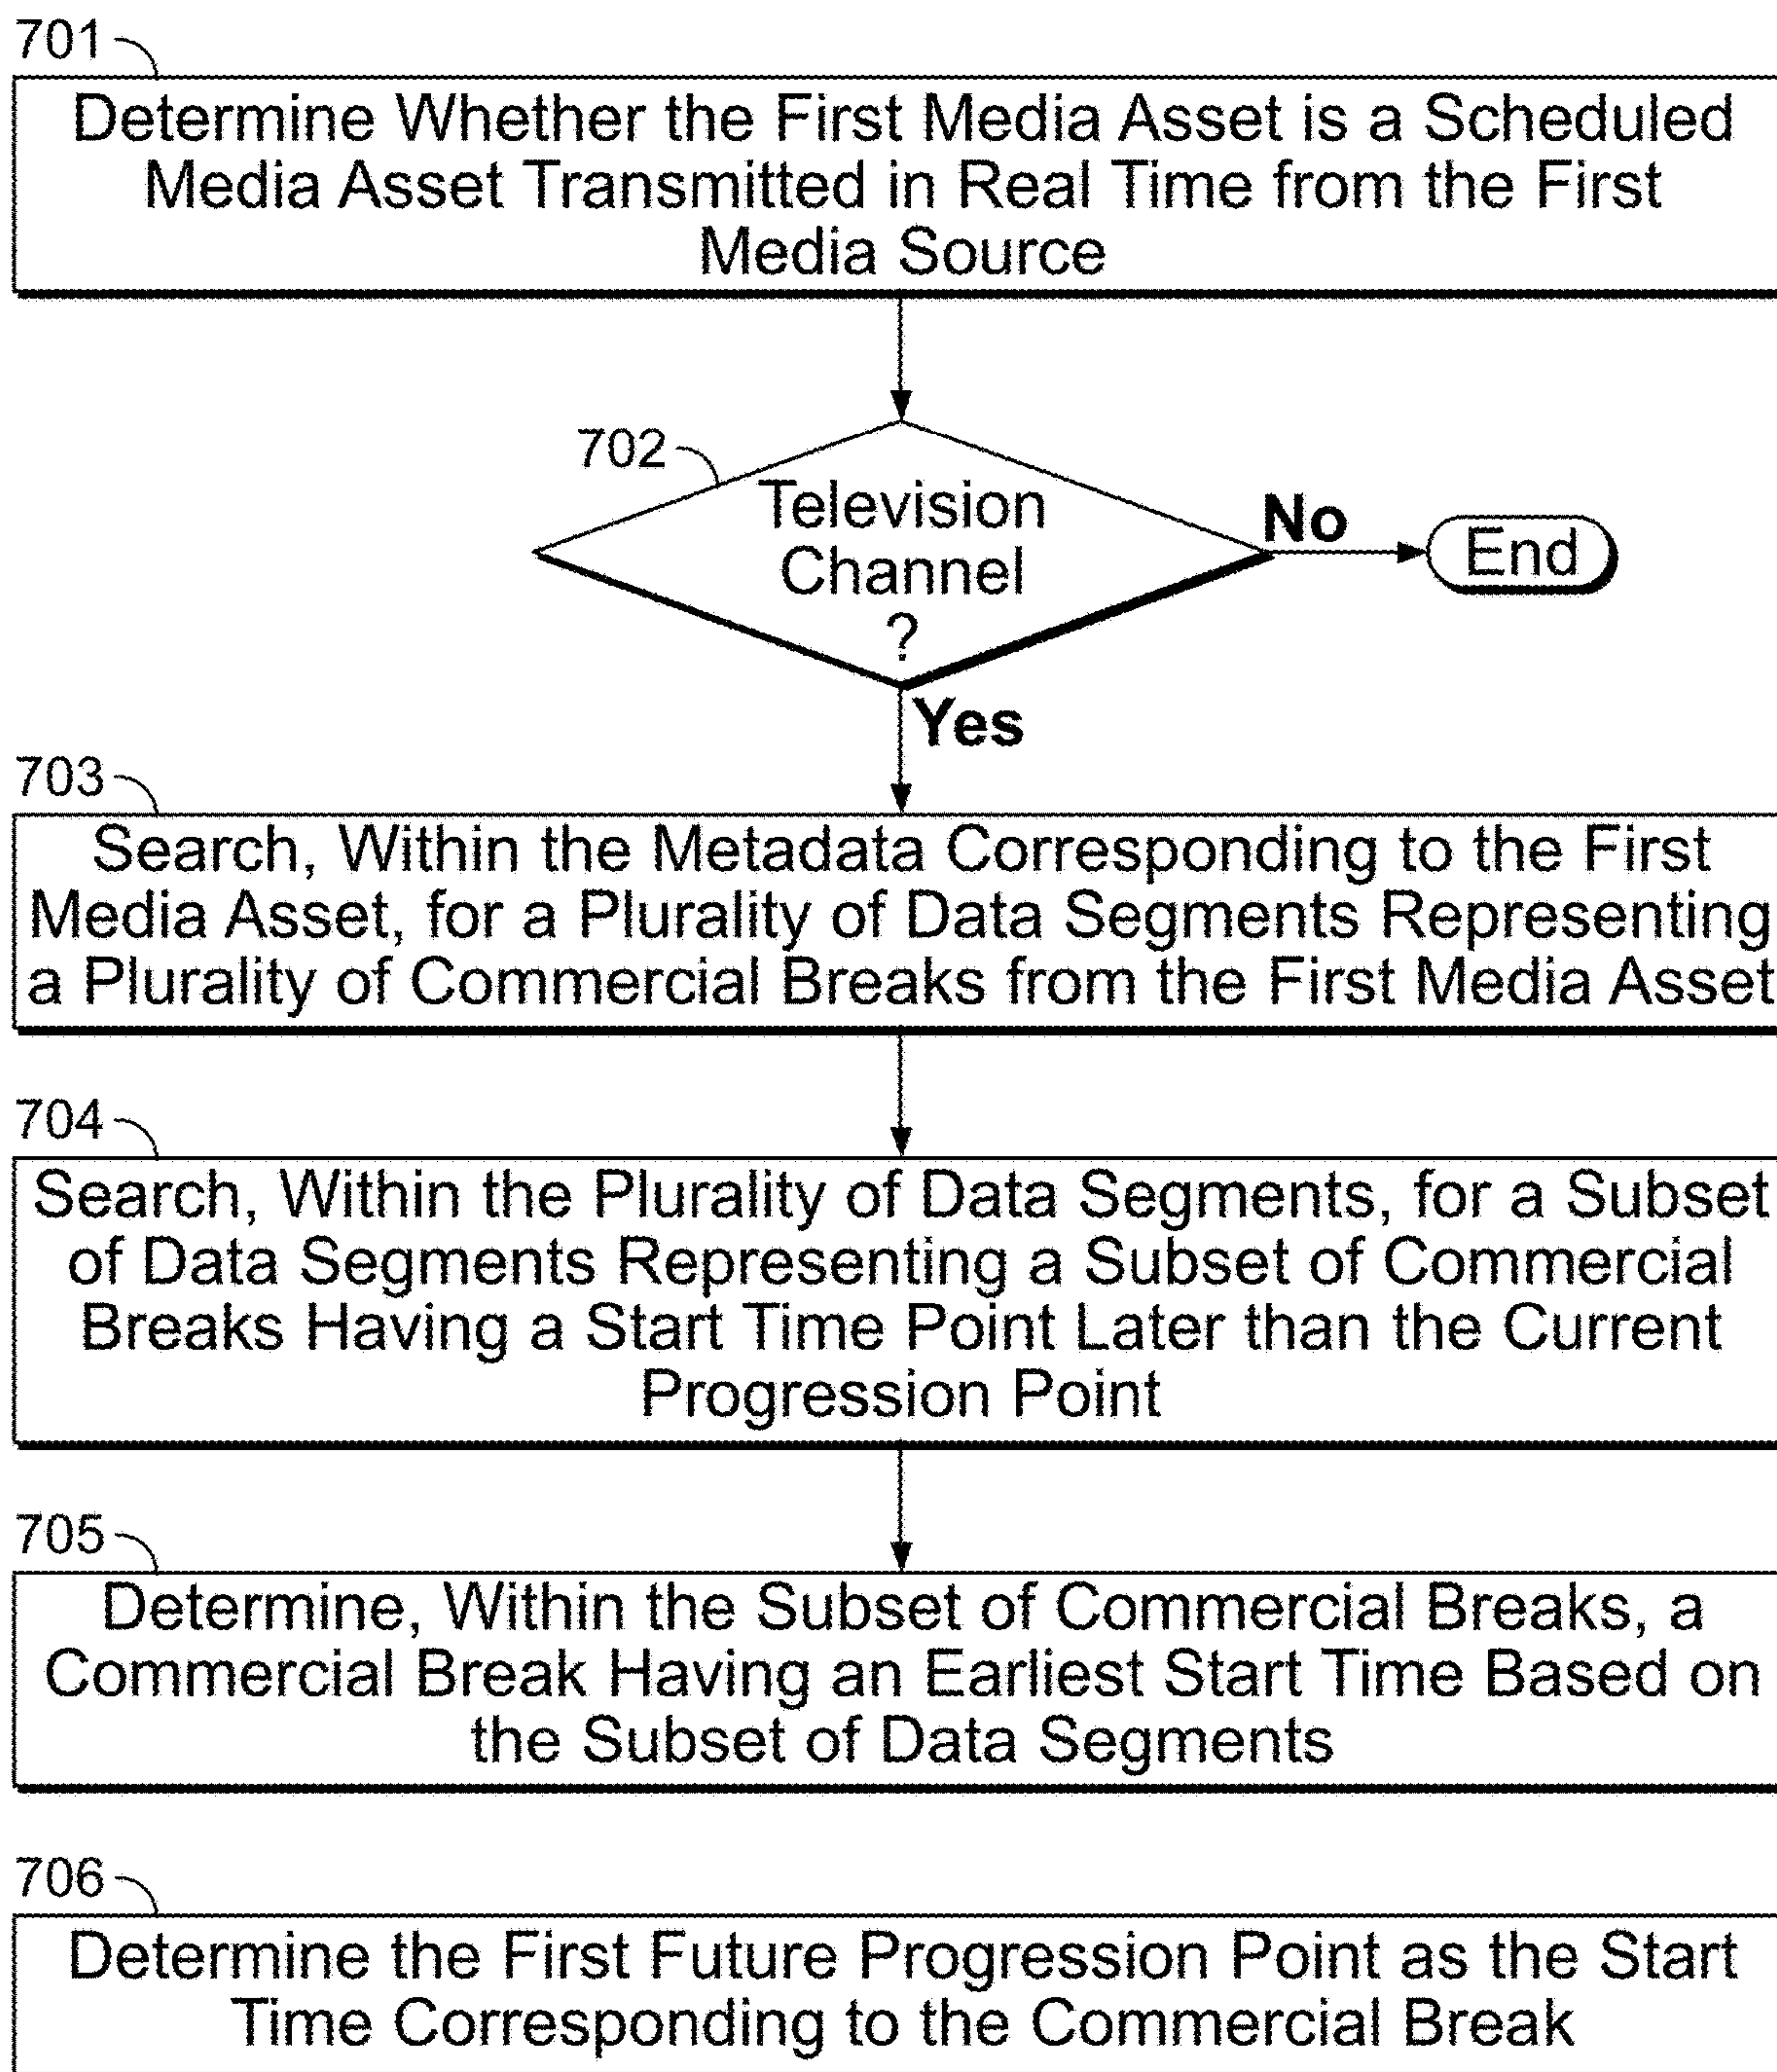 701
Determine Whether the First Media Asset is a Scheduled
Media Asset Transmitted in Real Time from the First
Media Source
702
Television
Channel
?
No
End
Yes
703
Search, Within the Metadata Corresponding to the First
Media Asset, for a Plurality of Data Segments Representing
a Plurality of Commercial Breaks from the First Media Asset
704
Search, Within the Plurality of Data Segments, for a Subset
of Data Segments Representing a Subset of Commercial
Breaks Having a Start Time Point Later than the Current
Progression Point
705
Determine, Within the Subset of Commercial Breaks, a
Commercial Break Having an Earliest Start Time Based on
the Subset of Data Segments
706
Determine the First Future Progression Point as the Start
Time Corresponding to the Commercial Break